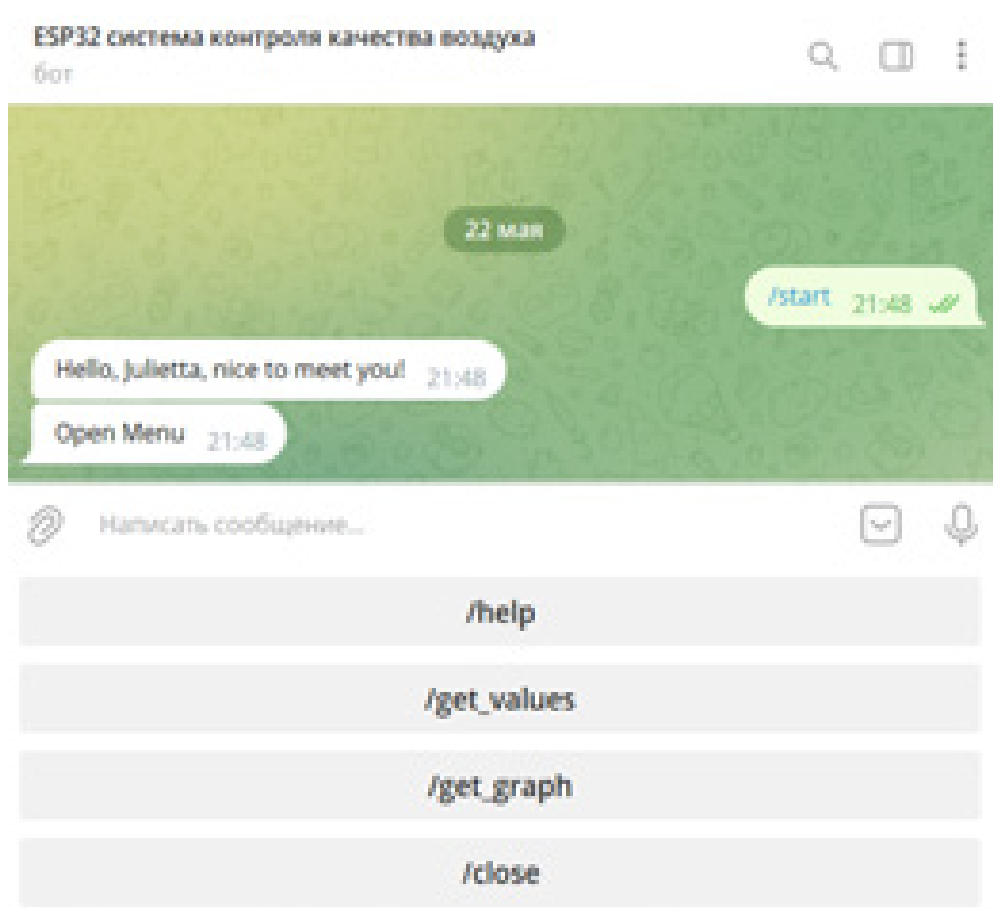 ESP32 система контроля качества воздуха
бот
22 мая
/start 21:48
Hello, Julietta, nice to meet you! 21:48
Open Menu 21:48
Написать сообщение...
/help
/get_values
/get_graph
/close